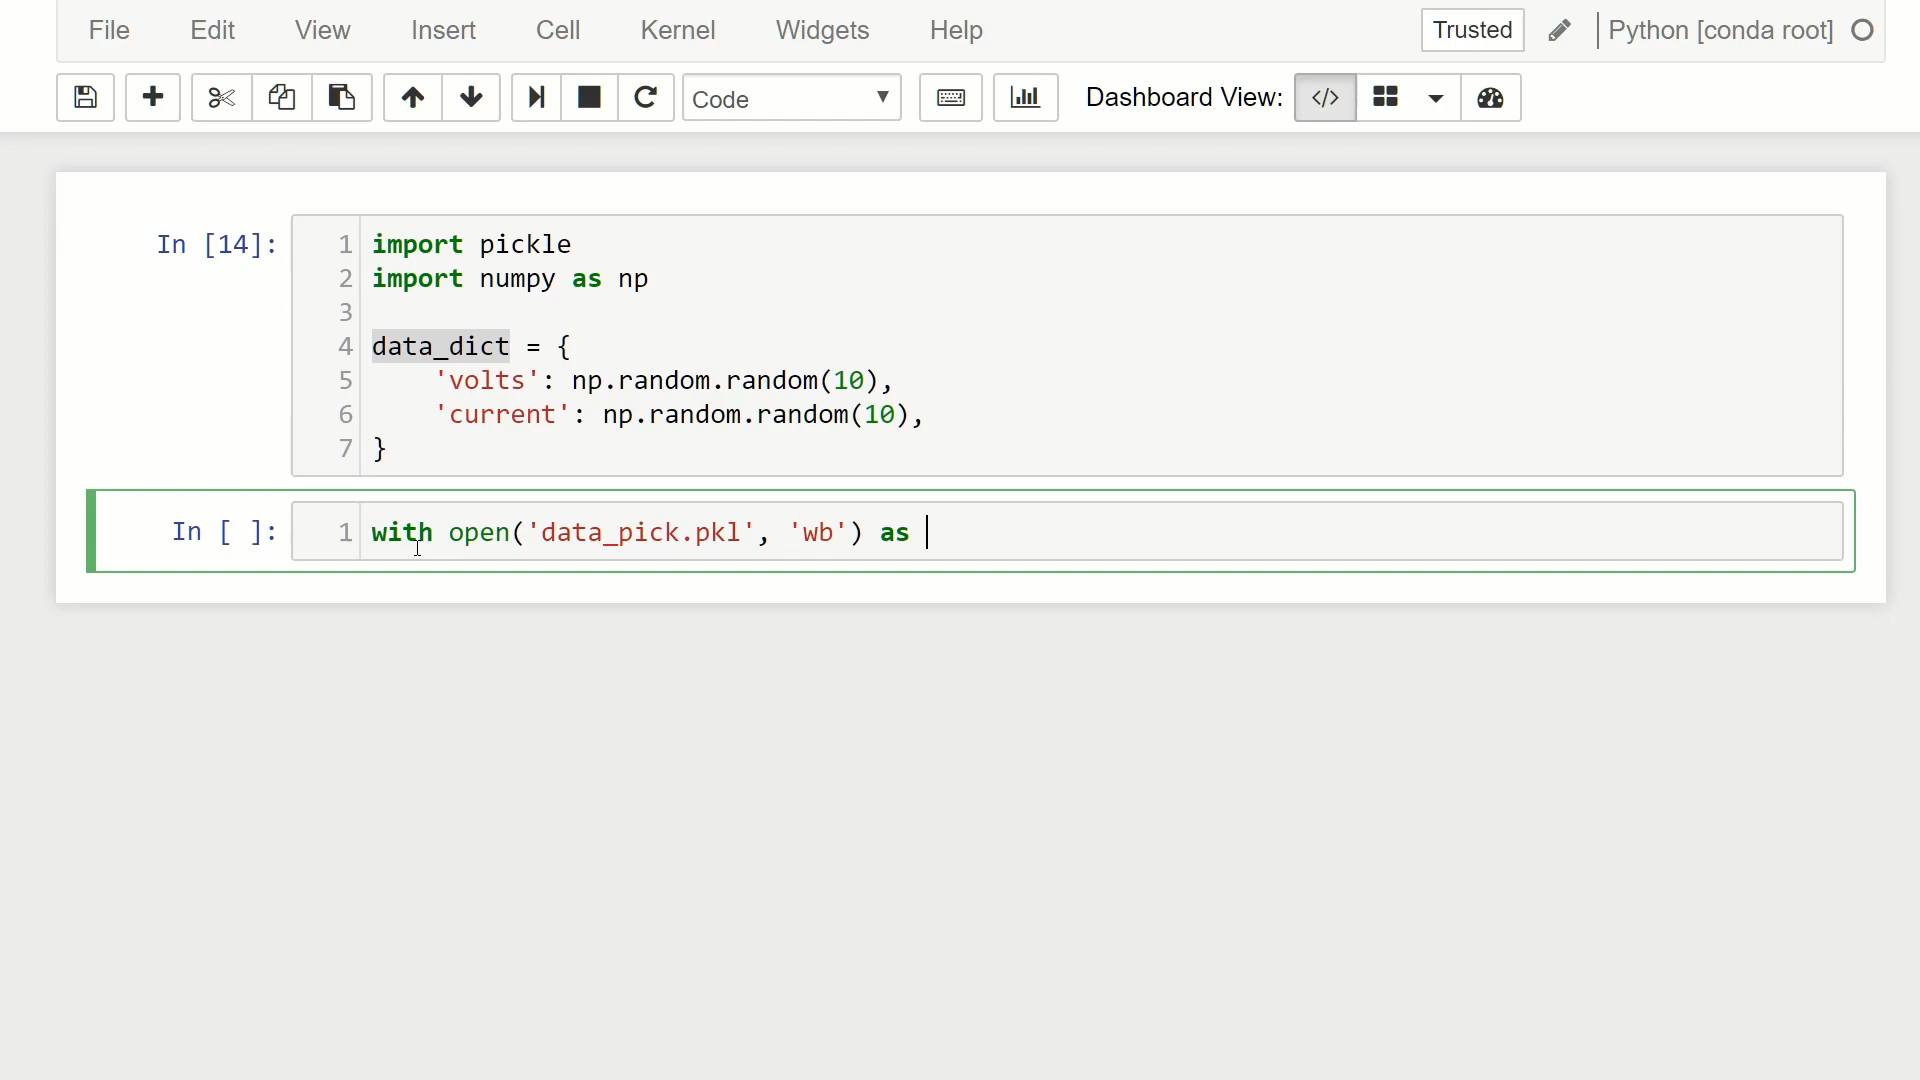 File Edit View Insert Cell Kernel Widgets Help Trusted Python [conda root]
Code Dashboard View: </>
In [14]:
1 import pickle
2 import numpy as np
3
4 data_dict = {
5     'volts': np.random.random(10),
6     'current': np.random.random(10),
7 }
In [ ]: 1 with open('data_pick.pkl', 'wb') as